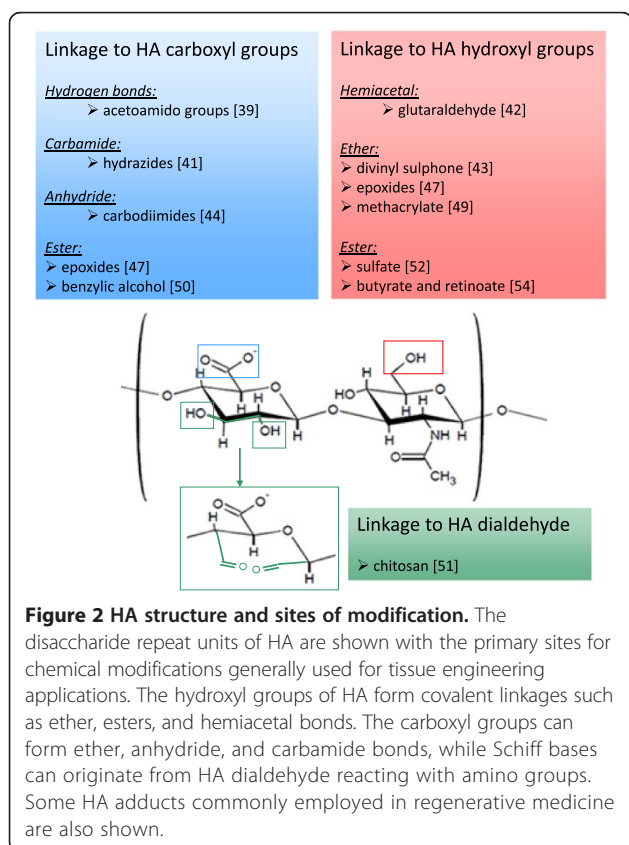 Linkage to HA carboxyl groups
Hydrogen bonds:
➢ acetoamido groups [39]
Carbamide:
➢ hydrazides [41]
Anhydride:
➢ carbodiimides [44]
Ester:
➢ epoxides [47]
➢ benzylic alcohol [50]
Linkage to HA hydroxyl groups
Hemiacetal:
➢ glutaraldehyde [42]
Ether:
➢ divinyl sulphone [43]
➢ epoxides [47]
➢ methacrylate [49]
Ester:
➢ sulfate [52]
➢ butyrate and retinoate [54]
O O⁻ OH
H H H
O H O HO H O
HO H O O
H OH H H NH H
O
CH₃
O O⁻
H O
H
O O H
Linkage to HA dialdehyde
➢ chitosan [51]
Figure 2 HA structure and sites of modification. The
disaccharide repeat units of HA are shown with the primary sites for
chemical modifications generally used for tissue engineering
applications. The hydroxyl groups of HA form covalent linkages such
as ether, esters, and hemiacetal bonds. The carboxyl groups can
form ether, anhydride, and carbamide bonds, while Schiff bases
can originate from HA dialdehyde reacting with amino groups.
Some HA adducts commonly employed in regenerative medicine
are also shown.